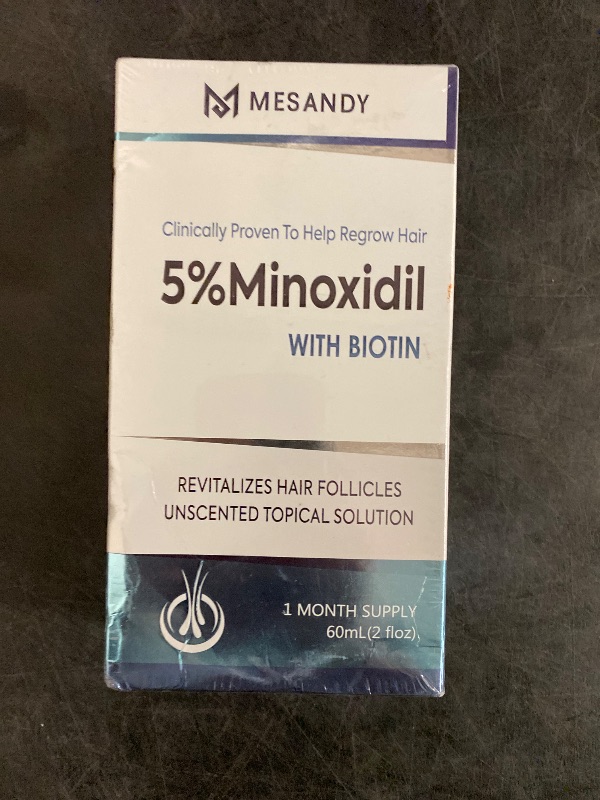 MESANDY
Clinically Proven To Help Regrow Hair
5%Minoxidil
WITH BIOTIN
REVITALIZES HAIR FOLLICLES
UNSCENTED TOPICAL SOLUTION
1 MONTH SUPPLY
60mL(2 floz)